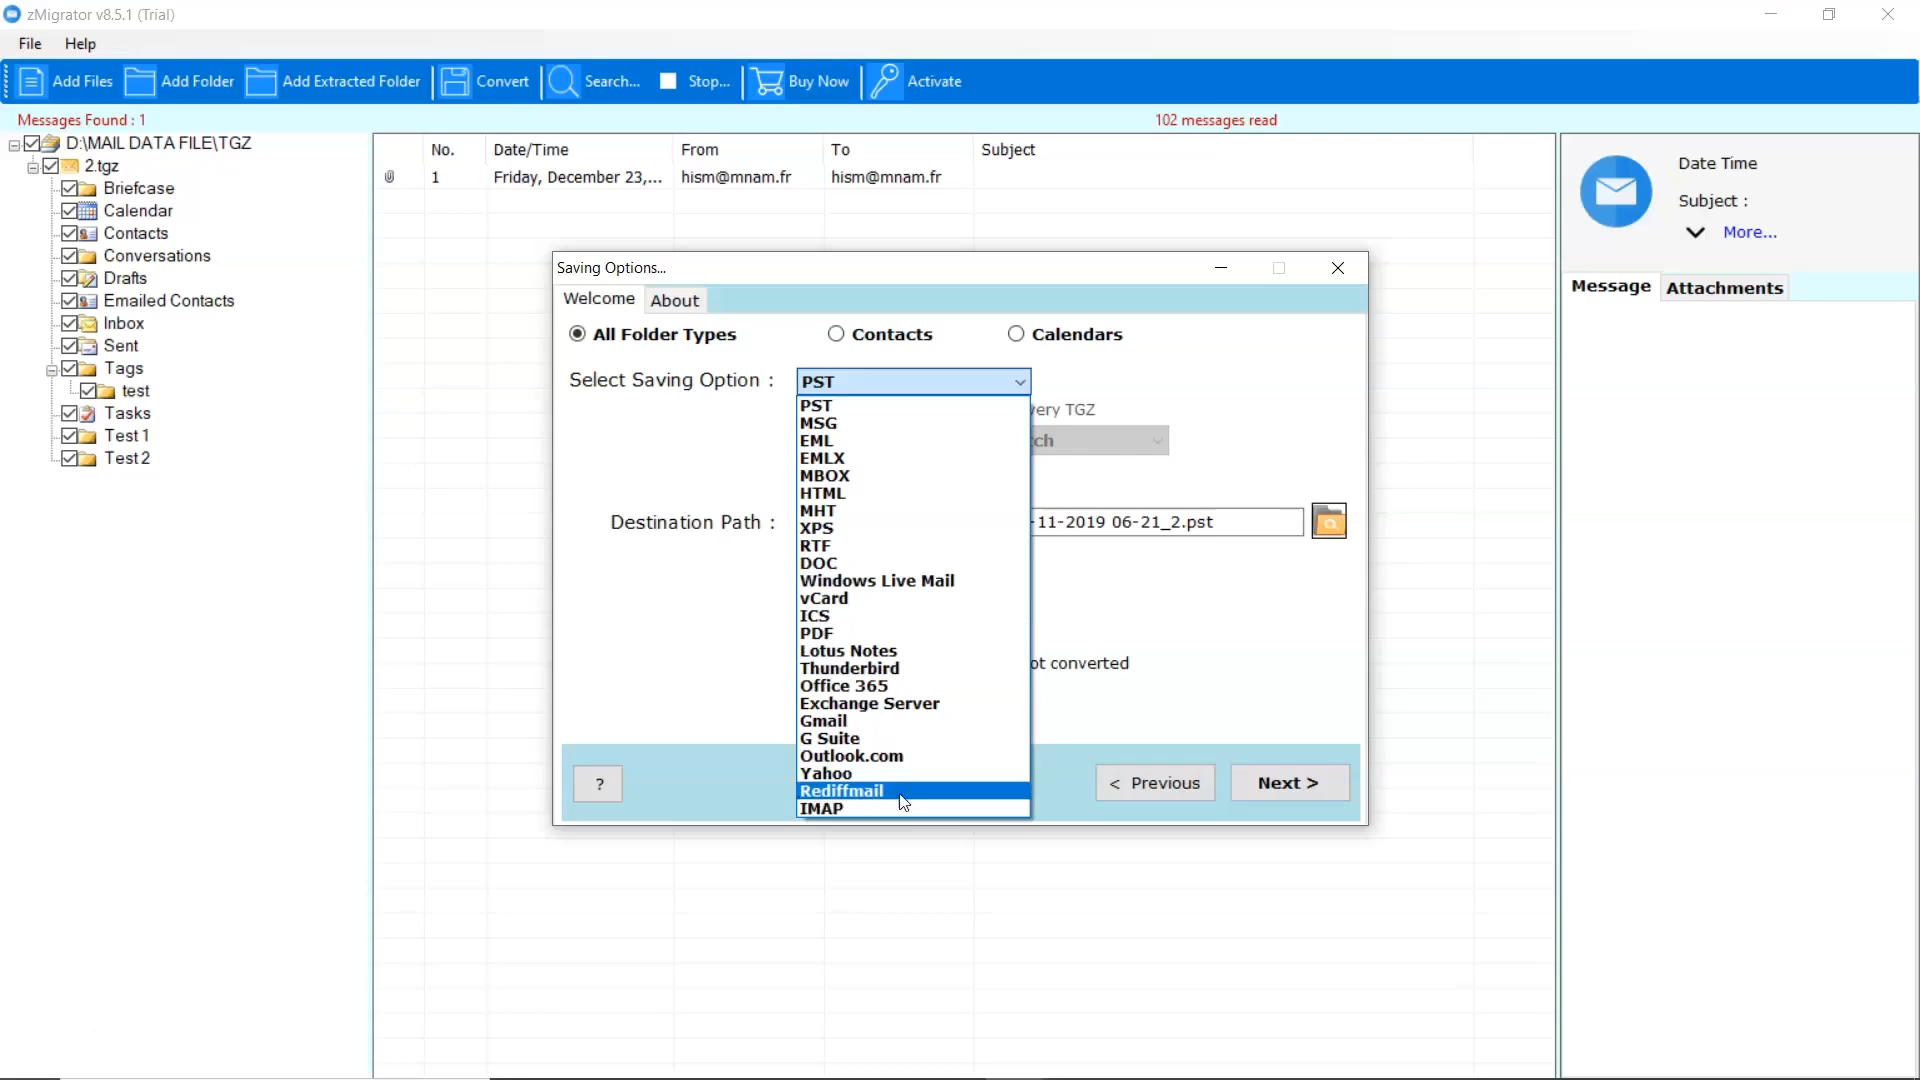 zMigrator v8.5.1 (Trial)
File Help
Add Files Add Folder Add Extracted Folder Convert Search... Stop... Buy Now Activate
Messages Found : 1
102 messages read
D:\MAIL DATA FILE\TGZ
2.tgz
Briefcase
Calendar
Contacts
Conversations
Drafts
Emailed Contacts
Inbox
Sent
Tags
test
Tasks
Test1
Test2
No. Date/Time From To Subject
1 Friday, December 23,... hism@mnam.fr hism@mnam.fr
Saving Options...
Welcome About
All Folder Types Contacts Calendars
Select Saving Option : PST
PST
MSG
EML
EMLX
MBOX
HTML
MHT
XPS
RTF
DOC
Windows Live Mail
vCard
ICS
PDF
Lotus Notes
Thunderbird
Office 365
Exchange Server
Gmail
G Suite
Outlook.com
Yahoo
Rediffmail
IMAP
very TGZ
tch
Destination Path : -11-2019 06-21_2.pst
ot converted
? < Previous Next >
Date Time
Subject :
More...
Message Attachments